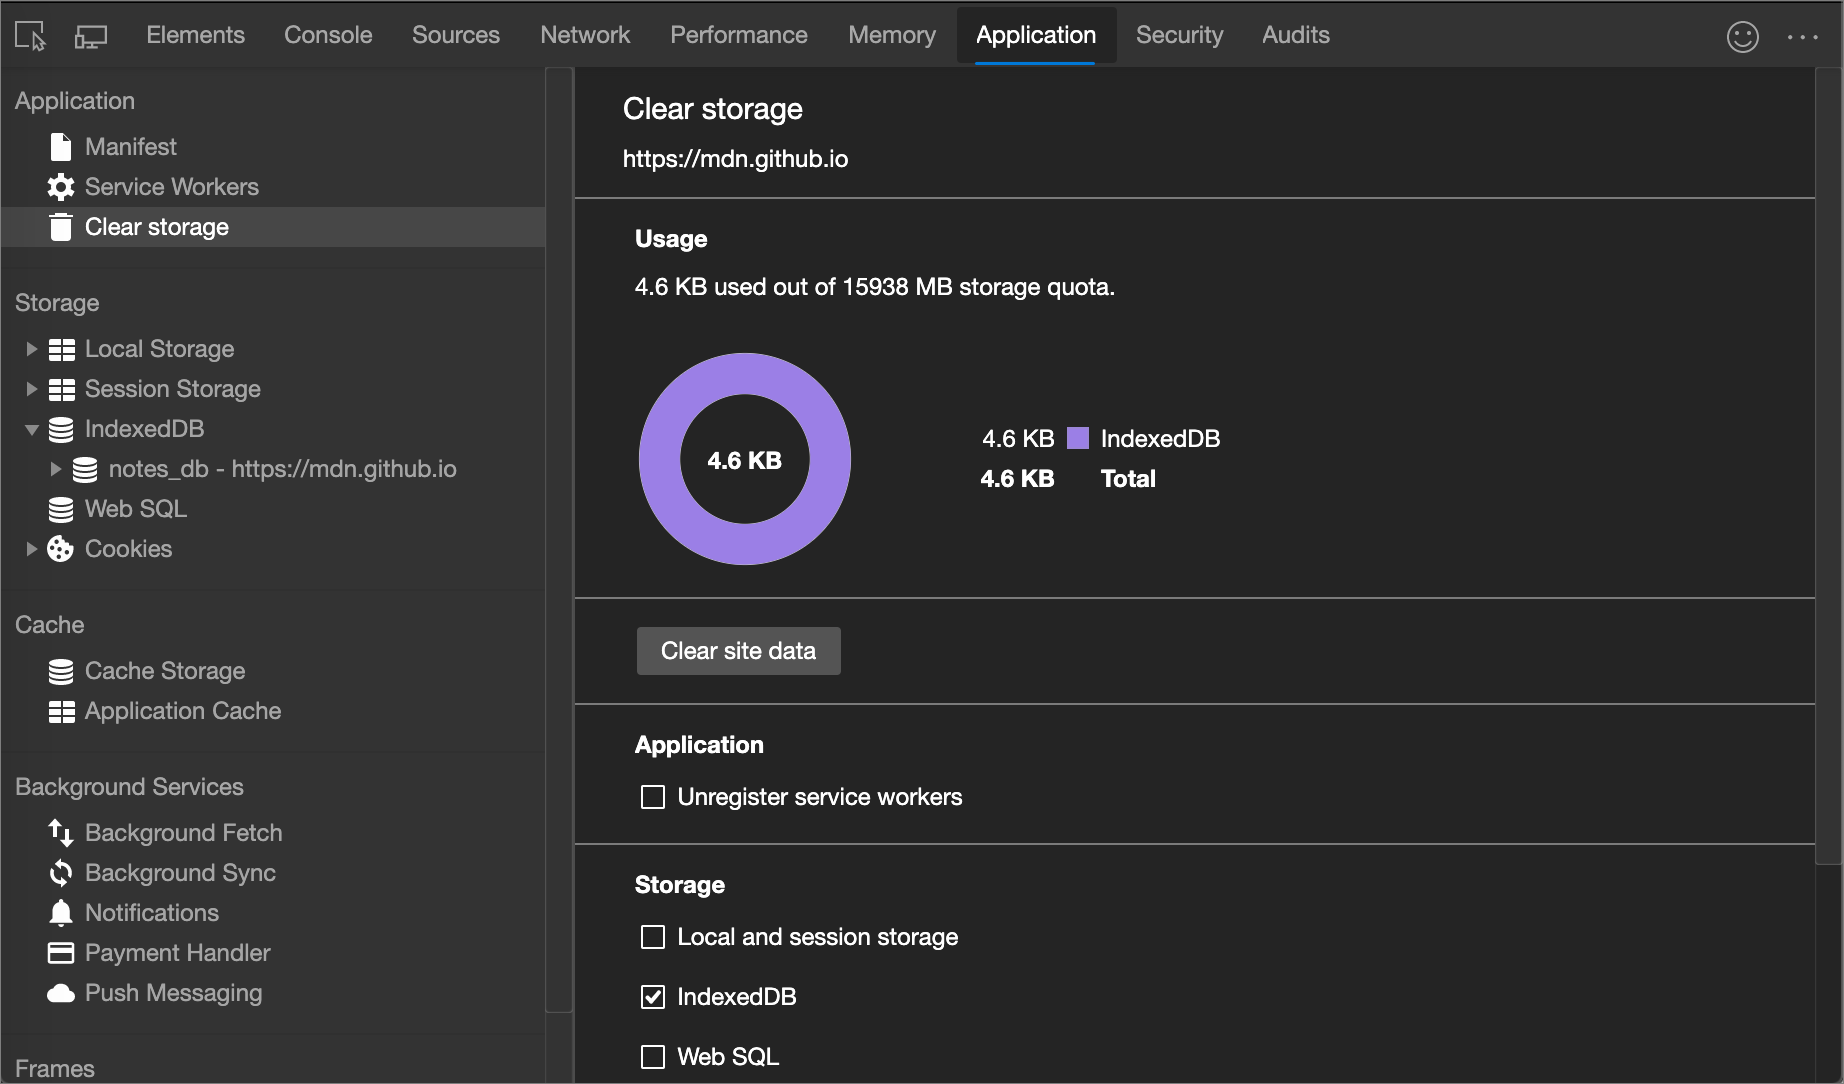 Elements Console Sources Network Performance Memory Application Security Audits
Application
Manifest
Service Workers
Clear storage
Storage
Local Storage
Session Storage
IndexedDB
notes_db - https://mdn.github.io
Web SQL
Cookies
Cache
Cache Storage
Application Cache
Background Services
Background Fetch
Background Sync
Notifications
Payment Handler
Push Messaging
Frames
Clear storage
https://mdn.github.io
Usage
4.6 KB used out of 15938 MB storage quota.
4.6 KB
4.6 KB IndexedDB
4.6 KB Total
Clear site data
Application
Unregister service workers
Storage
Local and session storage
IndexedDB
Web SQL